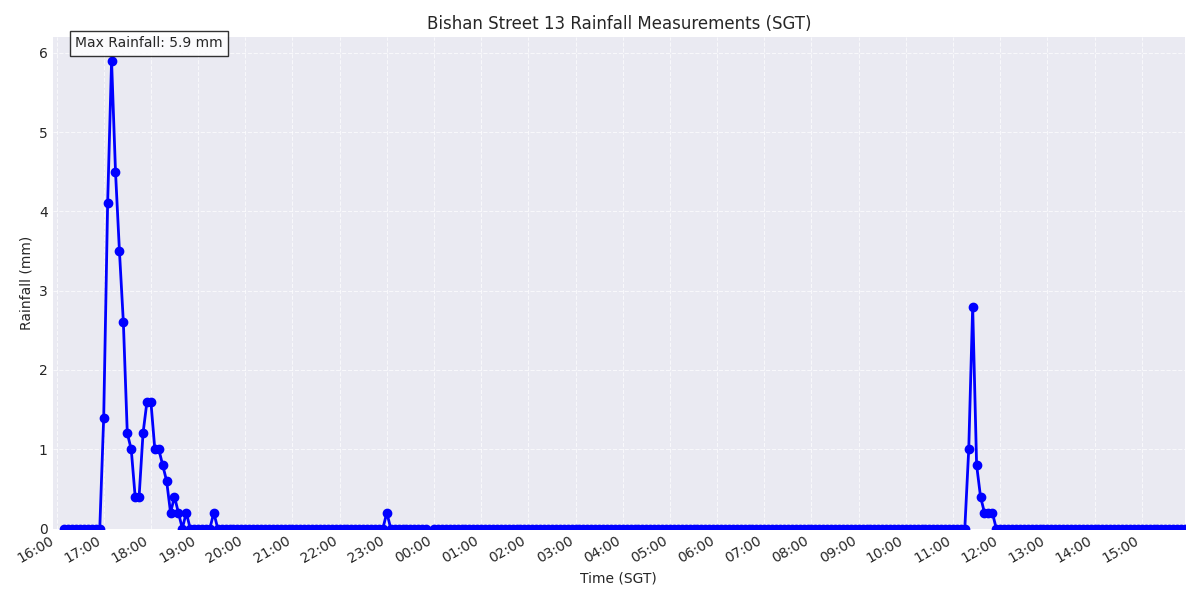 Bishan Street 13 Rainfall Measurements (SGT)
Max Rainfall: 5.9 mm
6
5
4
3
2
1
0
Rainfall (mm)
16:00 17:00 18:00 19:00 20:00 21:00 22:00 23:00 00:00 01:00 02:00 03:00 04:00 05:00 06:00 07:00 08:00 09:00 10:00 11:00 12:00 13:00 14:00 15:00
Time (SGT)